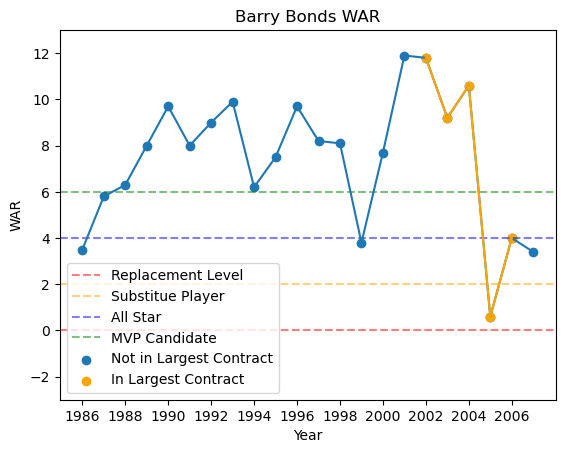 Barry Bonds WAR
WAR
12
10
8
6
4
2
0
−2
Replacement Level
Substitue Player
All Star
MVP Candidate
Not in Largest Contract
In Largest Contract
1986 1988 1990 1992 1994 1996 1998 2000 2002 2004 2006
Year